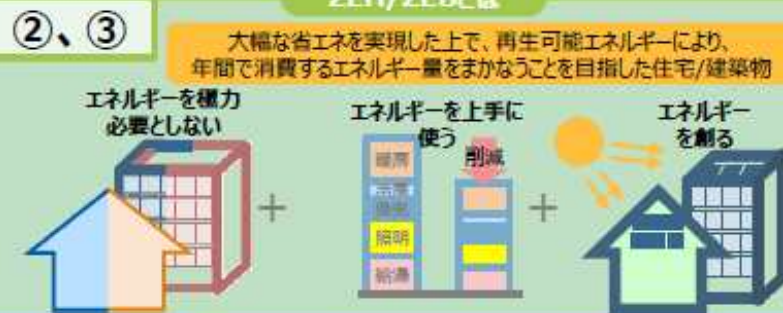 ZEH/ZEBとは
②、③
大幅な省エネを実現した上で、再生可能エネルギーにより、
年間で消費するエネルギー量をまかなうことを目指した住宅/建築物
エネルギーを極力
必要としない
エネルギーを上手に
使う
エネルギー
を創る
削減
暖房
照明
給湯